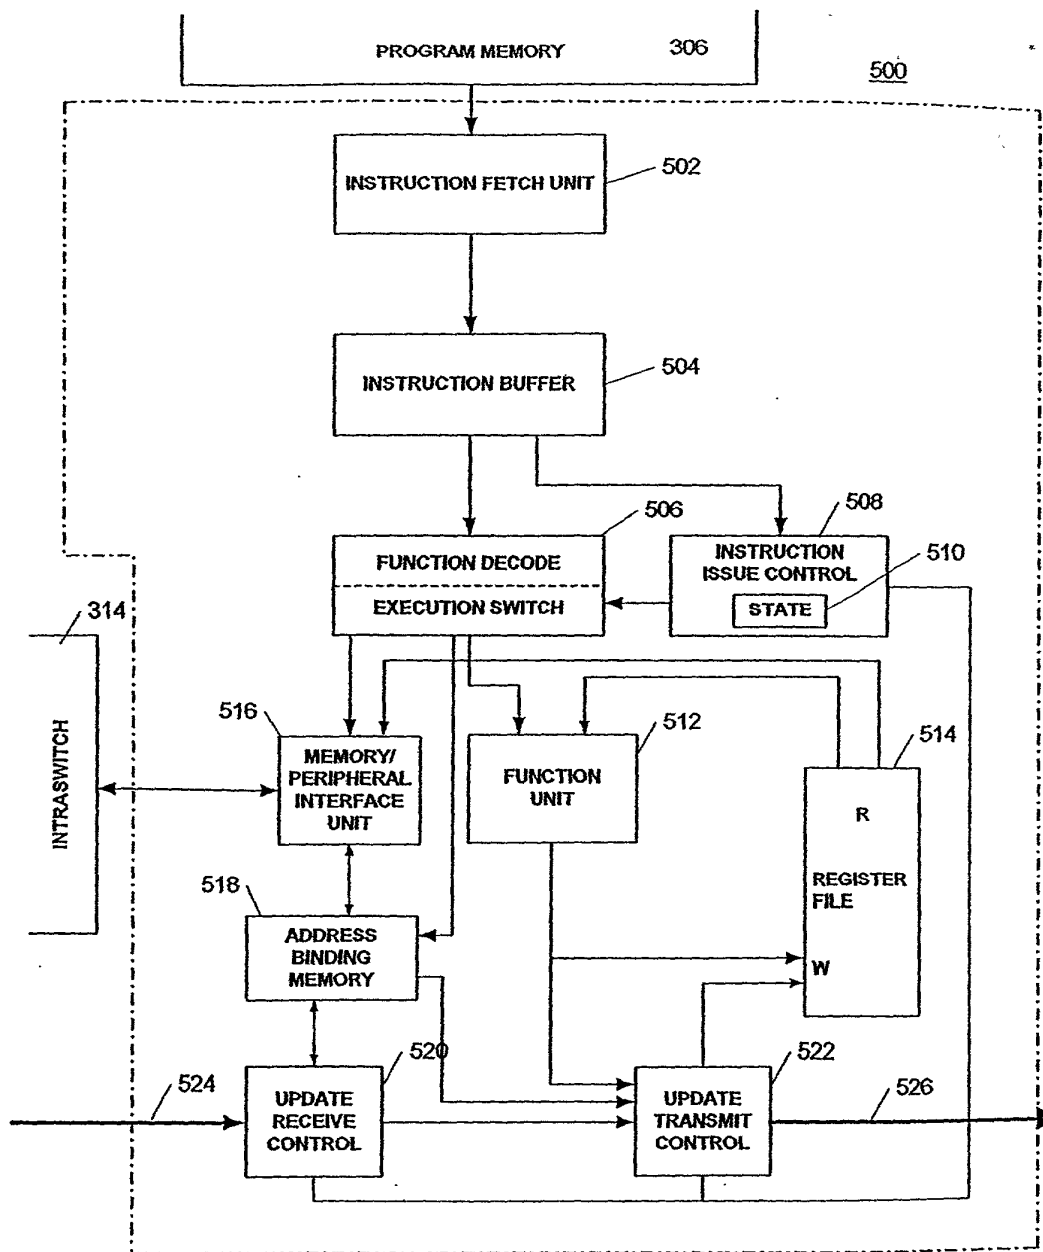 PROGRAM MEMORY
306
500
INSTRUCTION FETCH UNIT
502
INSTRUCTION BUFFER
504
506
508
FUNCTION DECODE
EXECUTION SWITCH
INSTRUCTION
ISSUE CONTROL
510
STATE
314
INTRASWITCH
516
MEMORY/
PERIPHERAL
INTERFACE
UNIT
512
FUNCTION
UNIT
514
R
REGISTER
FILE
W
518
ADDRESS
BINDING
MEMORY
520
522
524
UPDATE
RECEIVE
CONTROL
UPDATE
TRANSMIT
CONTROL
526